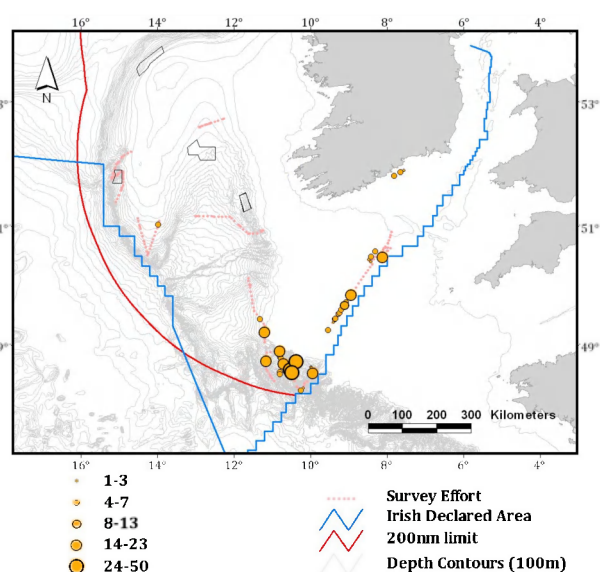 16° 14° 12° 10° 8° 6° 4°
N
53°
53°
51°
49°
49°
0 100 200 300 Kilometers
16° 14° 12° 10° 8° 6° 4°
1-3
4-7
8-13
14-23
24-50
Survey Effort
Irish Declared Area
200nm limit
Depth Contours (100m)